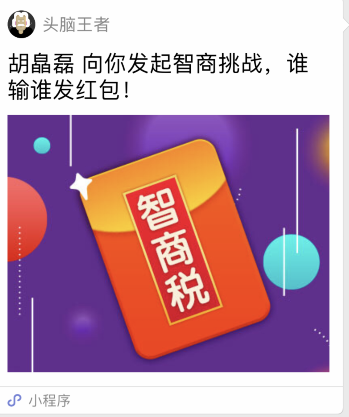 头脑王者
胡皛磊 向你发起智商挑战，谁
输谁发红包！
智商税
小程序